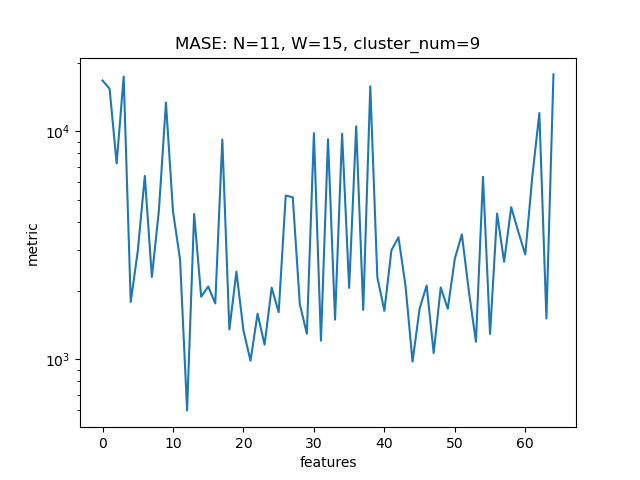 MASE: N=11, W=15, cluster_num=9
10⁴
10³
metric
0 10 20 30 40 50 60
features